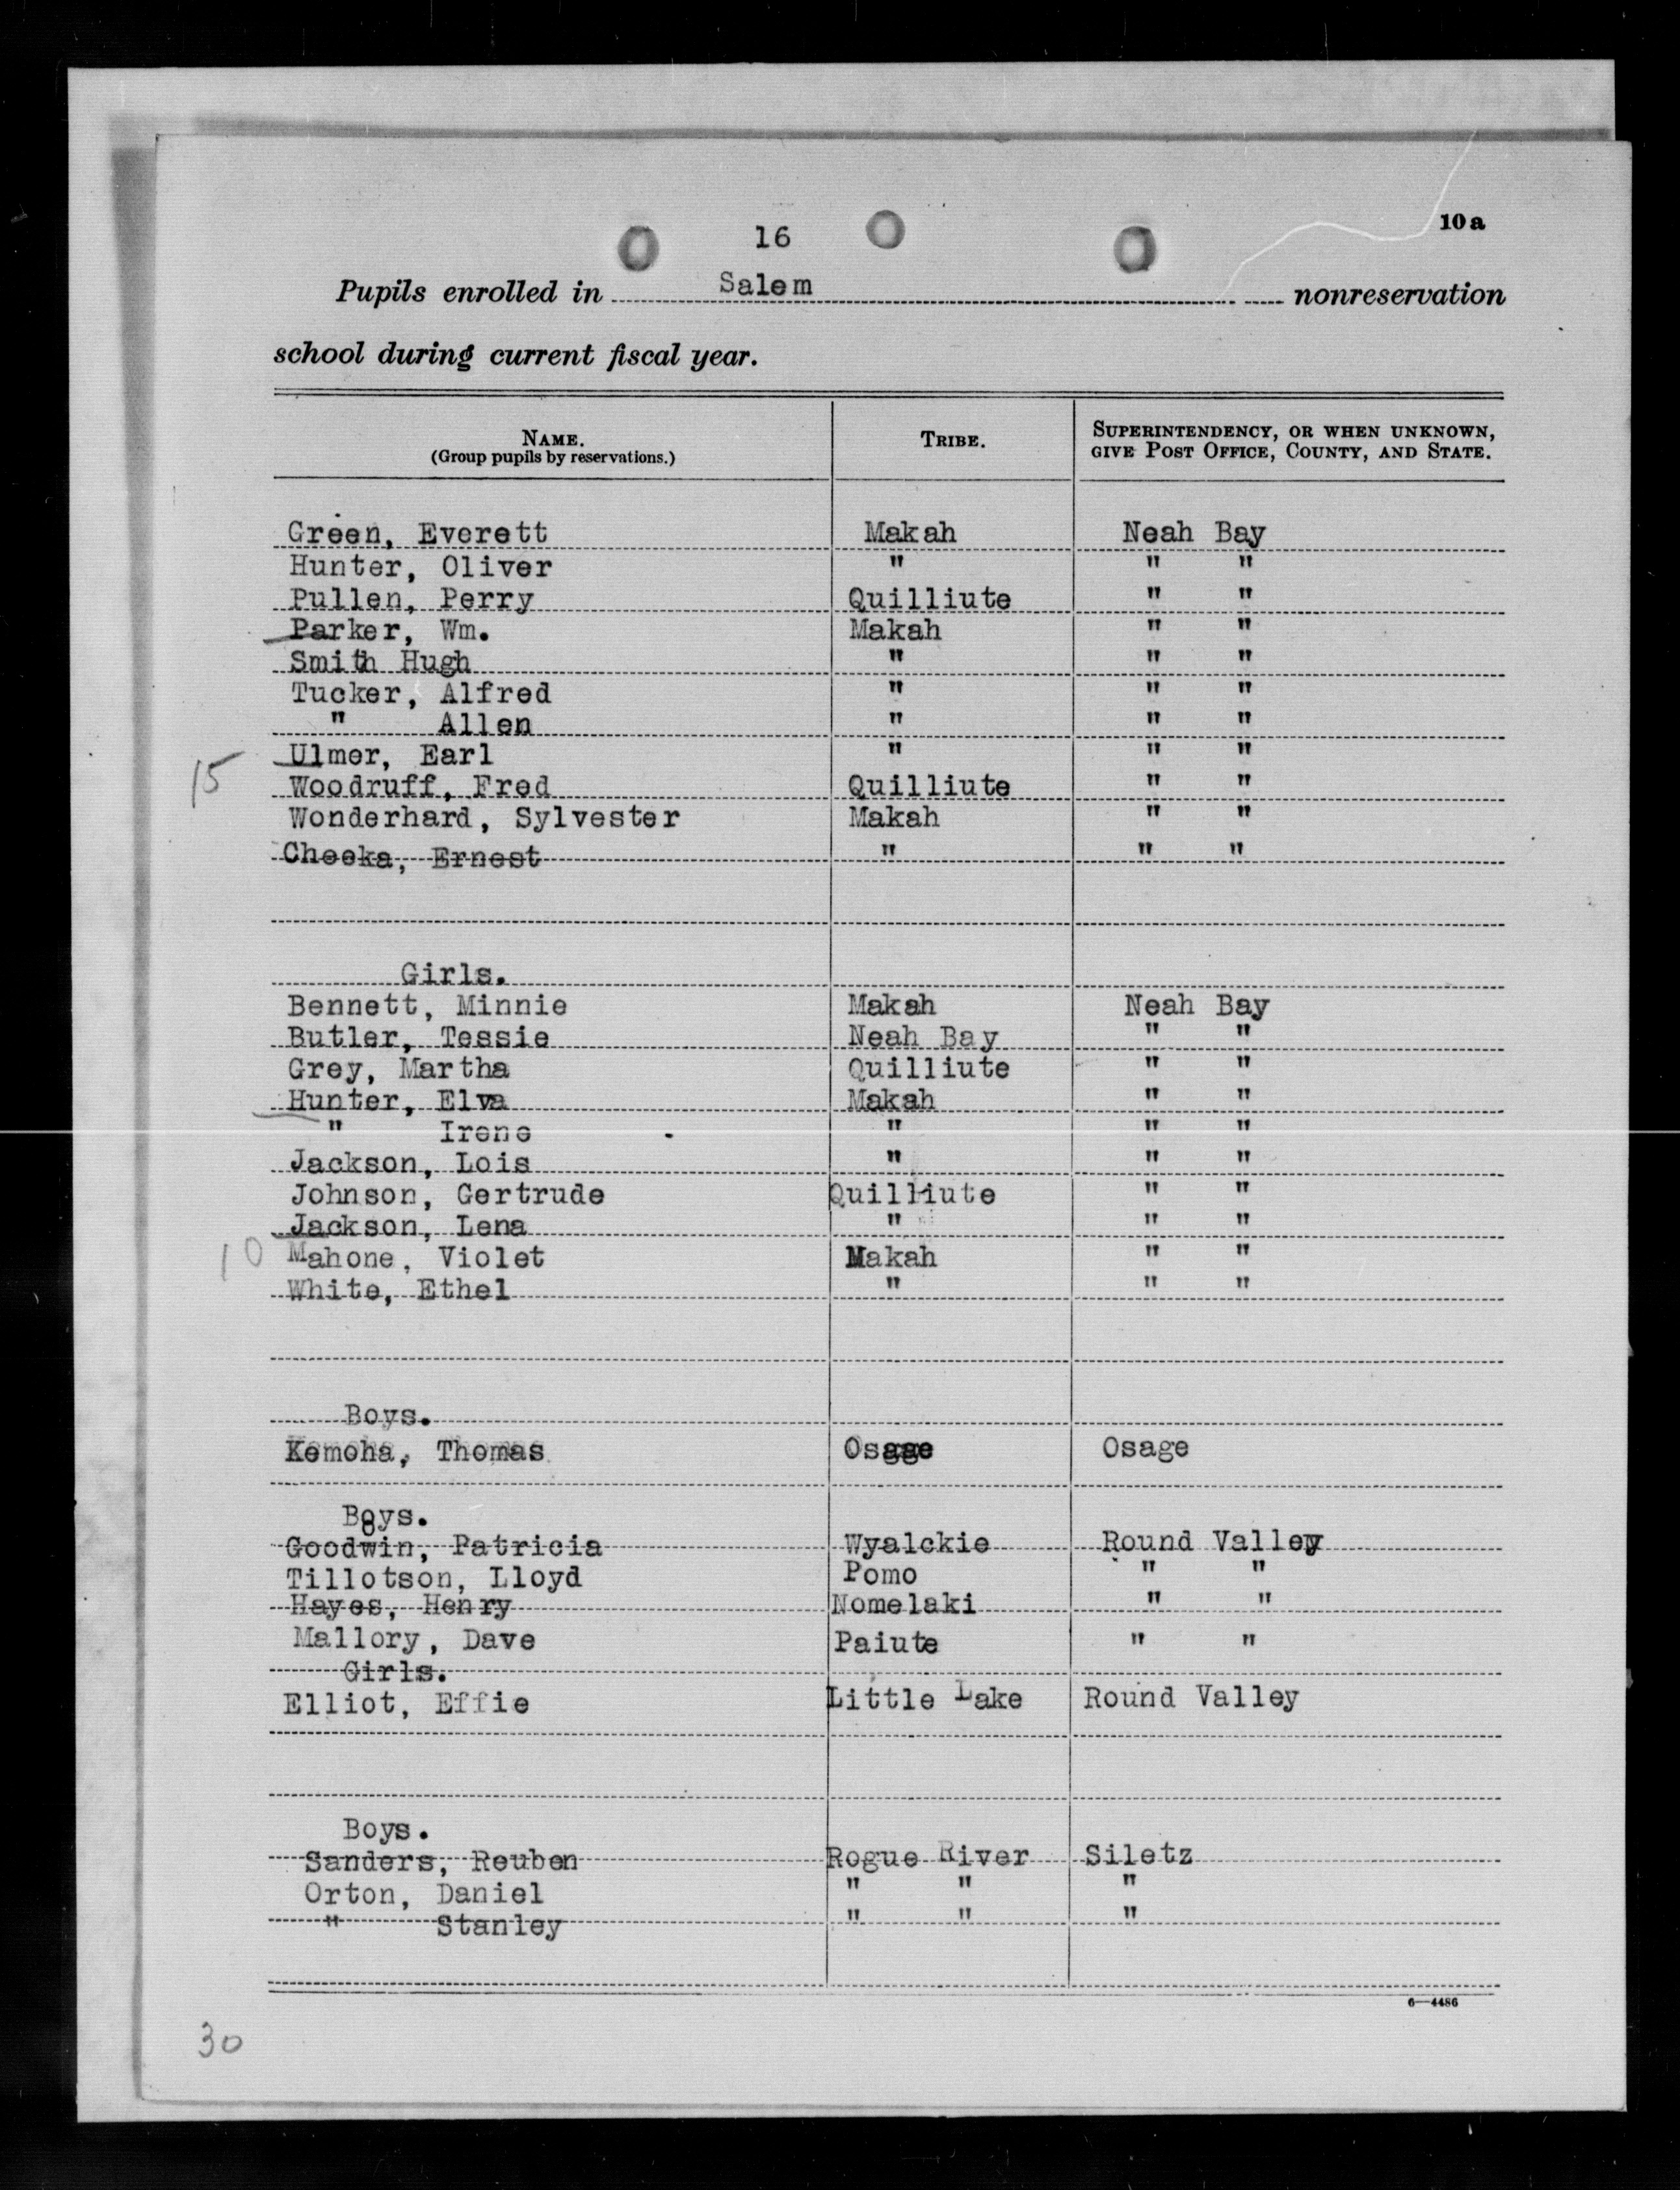 10 a
16
Pupils enrolled in Salem nonreservation
school during current fiscal year.
NAME. TRIBE. SUPERINTENDENCY, OR WHEN UNKNOWN,
(Group pupils by reservations.) GIVE POST OFFICE, COUNTY, AND STATE.
Green, Everett Makah Neah Bay
Hunter, Oliver " " "
Pullen, Perry Quilliute " "
Parker, Wm. Makah " "
Smith Hugh " " "
Tucker, Alfred " " "
" Allen " " "
Ulmer, Earl " " "
15 Woodruff, Fred Quilliute " "
Wonderhard, Sylvester Makah " "
Cheeka, Ernest " " "
Girls.
Bennett, Minnie Makah Neah Bay
Butler, Tessie Neah Bay " "
Grey, Martha Quilliute " "
Hunter, Elva Makah " "
" Irene " " "
Jackson, Lois " " "
Johnson, Gertrude Quilliute " "
Jackson, Lena " " "
10 Mahone, Violet Makah " "
White, Ethel " " "
Boys.
Kemoha, Thomas Osage Osage
Boys.
Goodwin, Patricia Wyalckie Round Valley
Tillotson, Lloyd Pomo " "
Hayes, Henry Nomelaki " "
Mallory, Dave Paiute " "
Girls.
Elliot, Effie Little Lake Round Valley
Boys.
Sanders, Reuben Rogue River Siletz
Orton, Daniel " " "
" Stanley " " "
6—4486
30